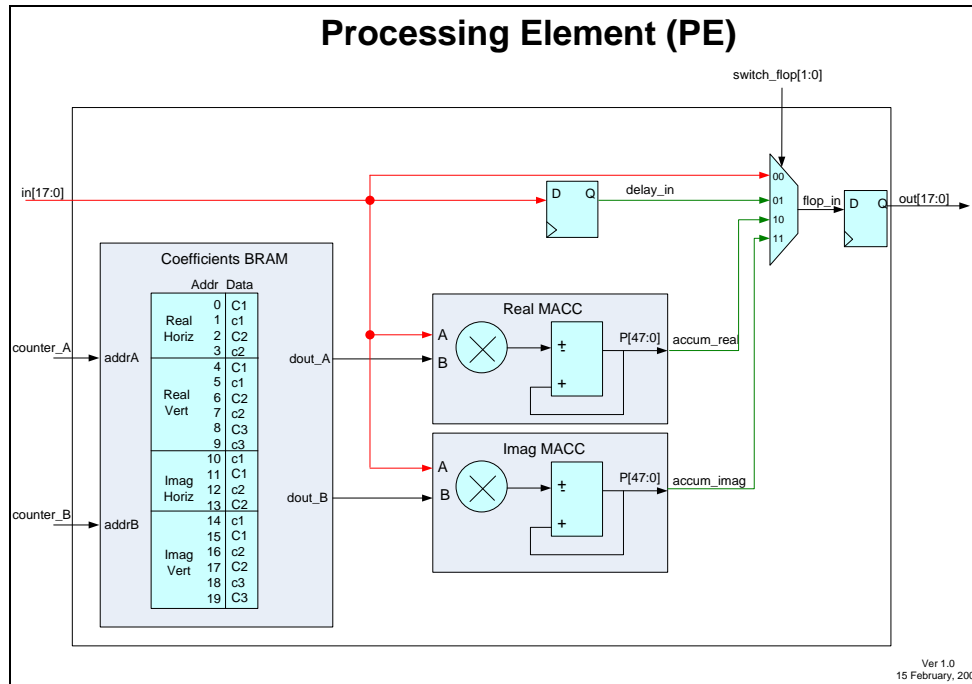 Processing Element (PE)
switch_flop[1:0]
in[17:0]
D Q
delay_in
00
01
10
11
flop_in
D Q
out[17:0]
Coefficients BRAM
Addr Data
Real Horiz
0 C1
1 c1
2 C2
3 c2
Real Vert
4 C1
5 c1
6 C2
7 c2
8 C3
9 c3
Imag Horiz
10 c1
11 C1
12 c2
13 C2
Imag Vert
14 c1
15 C1
16 c2
17 C2
18 c3
19 C3
counter_A
addrA
dout_A
counter_B
addrB
dout_B
Real MACC
A
B
±
-
+
P[47:0]
accum_real
Imag MACC
A
B
±
-
+
P[47:0]
accum_imag
Ver 1.0
15 February, 200